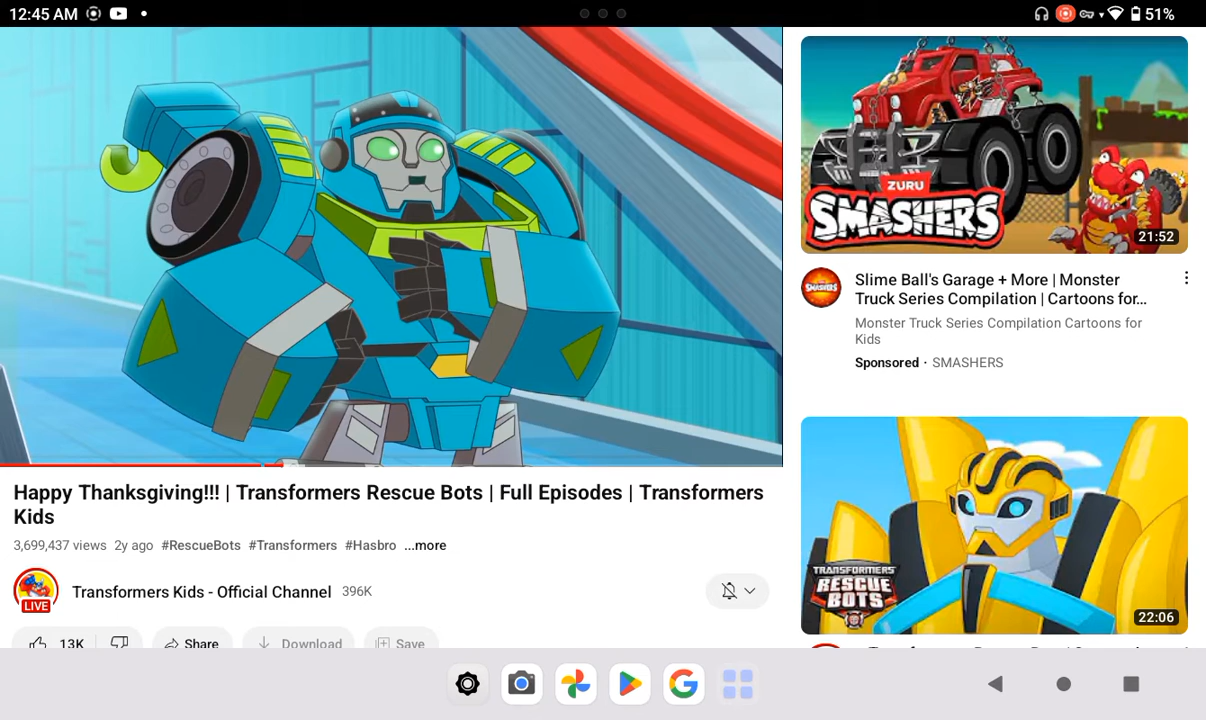 12:45 AM
51%
ZURU
SMASHERS
21:52
Slime Ball's Garage + More | Monster
Truck Series Compilation | Cartoons for...
Monster Truck Series Compilation Cartoons for
Kids
Sponsored · SMASHERS
TRANSFORMERS
RESCUE
BOTS
22:06
Happy Thanksgiving!!! | Transformers Rescue Bots | Full Episodes | Transformers
Kids
3,699,437 views 2y ago #RescueBots #Transformers #Hasbro ...more
LIVE
Transformers Kids - Official Channel 396K
13K Share Download Save